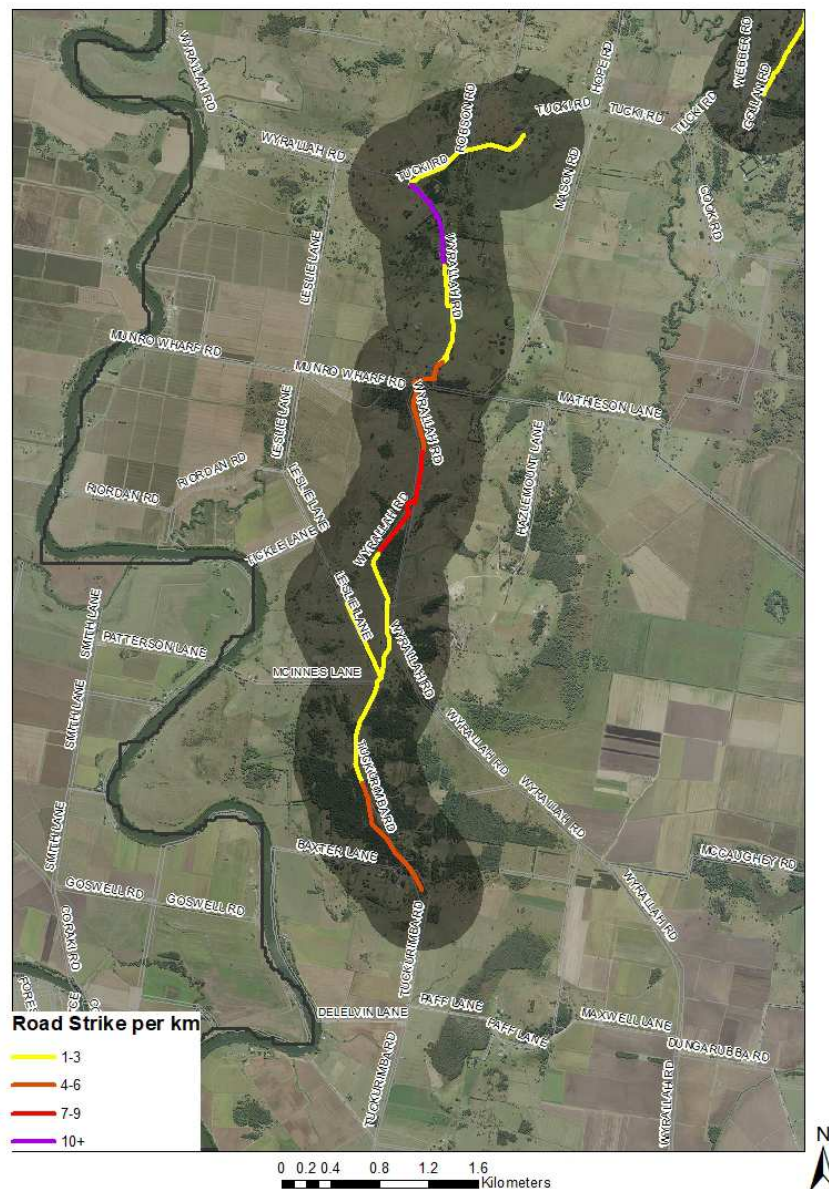 WYRALLAH RD
HOPE RD
WEBBER RD
GOLLAN RD
ROBSON RD
TUCKI RD
TUCKI RD
TUCKI RD
WYRALLAH RD
TUCKI RD
MAISON RD
COOK RD
LESLIE LANE
WYRALLAH RD
MUNRO WHARF RD
MUNRO WHARF RD
WYRALLAH RD
MATHIESON LANE
LESLIE LANE
RIORDAN RD
RIORDAN RD
LESLIE LANE
WYRALLAH RD
HAZLEMOUNT LANE
TICKLE LANE
LESLIE LANE
SMITH LANE
PATTERSON LANE
WYRALLAH RD
MCINNES LANE
SMITH LANE
WYRALLAH RD
WYRALLAH RD
TUCKURIMBA RD
SMITH LANE
BAXTER LANE
MCCAUGHEY RD
GOSWELL RD
GOSWELL RD
WYRALLAH RD
CORAKI RD
TUCKURIMBA RD
PAFF LANE
DELELVIN LANE
PAFF LANE
MAXWELL LANE
DUNGARUBBA RD
TUCKURIMBA RD
WYRALLAH RD
Road Strike per km
1-3
4-6
7-9
10+
N
0 0.2 0.4 0.8 1.2 1.6
Kilometers